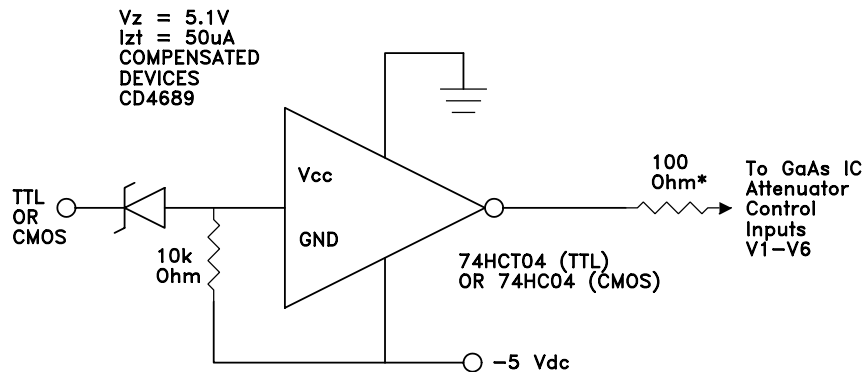 Vz = 5.1V
Izt = 50uA
COMPENSATED
DEVICES
CD4689
Vcc
GND
TTL
OR
CMOS
10k
Ohm
100
Ohm*
To GaAs IC
Attenuator
Control
Inputs
V1-V6
74HCT04 (TTL)
OR 74HC04 (CMOS)
-5 Vdc